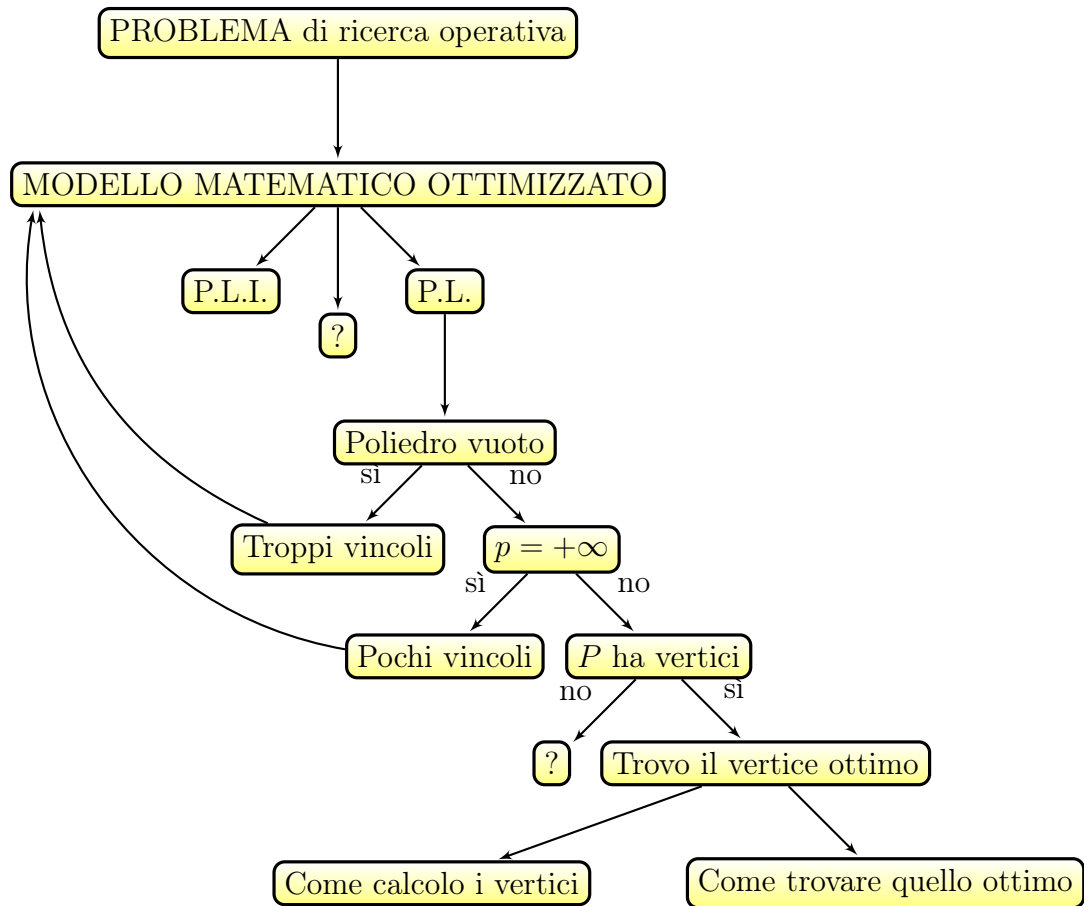 PROBLEMA di ricerca operativa
MODELLO MATEMATICO OTTIMIZZATO
P.L.I.
P.L.
?
Poliedro vuoto
sì
no
Troppi vincoli
p = +∞
sì
no
Pochi vincoli
P ha vertici
no
sì
?
Trovo il vertice ottimo
Come calcolo i vertici
Come trovare quello ottimo